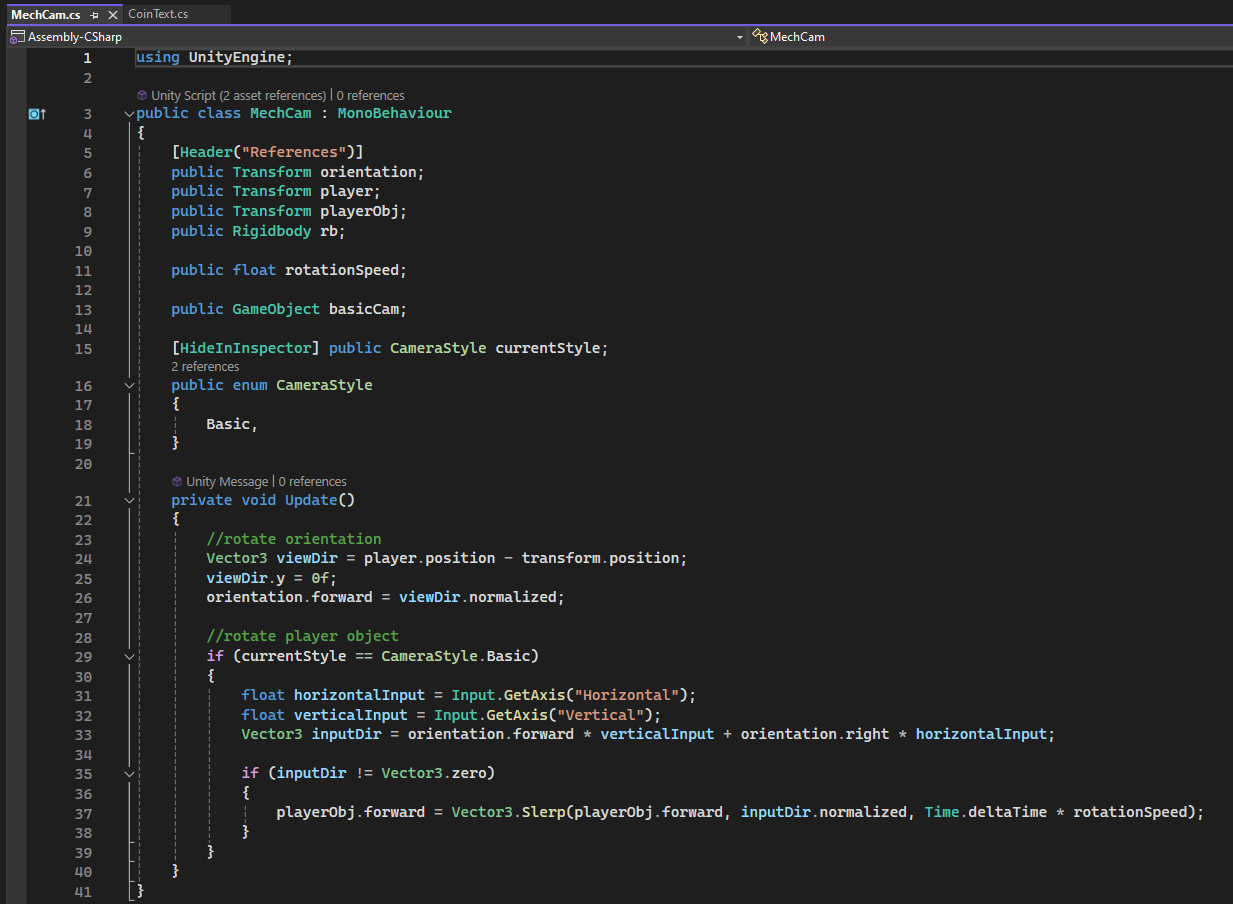 MechCam.cs CoinText.cs
Assembly-CSharp MechCam
1 using UnityEngine;
2
Unity Script (2 asset references) | 0 references
3 public class MechCam : MonoBehaviour
4 {
5 [Header("References")]
6 public Transform orientation;
7 public Transform player;
8 public Transform playerObj;
9 public Rigidbody rb;
10
11 public float rotationSpeed;
12
13 public GameObject basicCam;
14
15 [HideInInspector] public CameraStyle currentStyle;
2 references
16 public enum CameraStyle
17 {
18 Basic,
19 }
20
Unity Message | 0 references
21 private void Update()
22 {
23 //rotate orientation
24 Vector3 viewDir = player.position - transform.position;
25 viewDir.y = 0f;
26 orientation.forward = viewDir.normalized;
27
28 //rotate player object
29 if (currentStyle == CameraStyle.Basic)
30 {
31 float horizontalInput = Input.GetAxis("Horizontal");
32 float verticalInput = Input.GetAxis("Vertical");
33 Vector3 inputDir = orientation.forward * verticalInput + orientation.right * horizontalInput;
34
35 if (inputDir != Vector3.zero)
36 {
37 playerObj.forward = Vector3.Slerp(playerObj.forward, inputDir.normalized, Time.deltaTime * rotationSpeed);
38 }
39 }
40 }
41 }